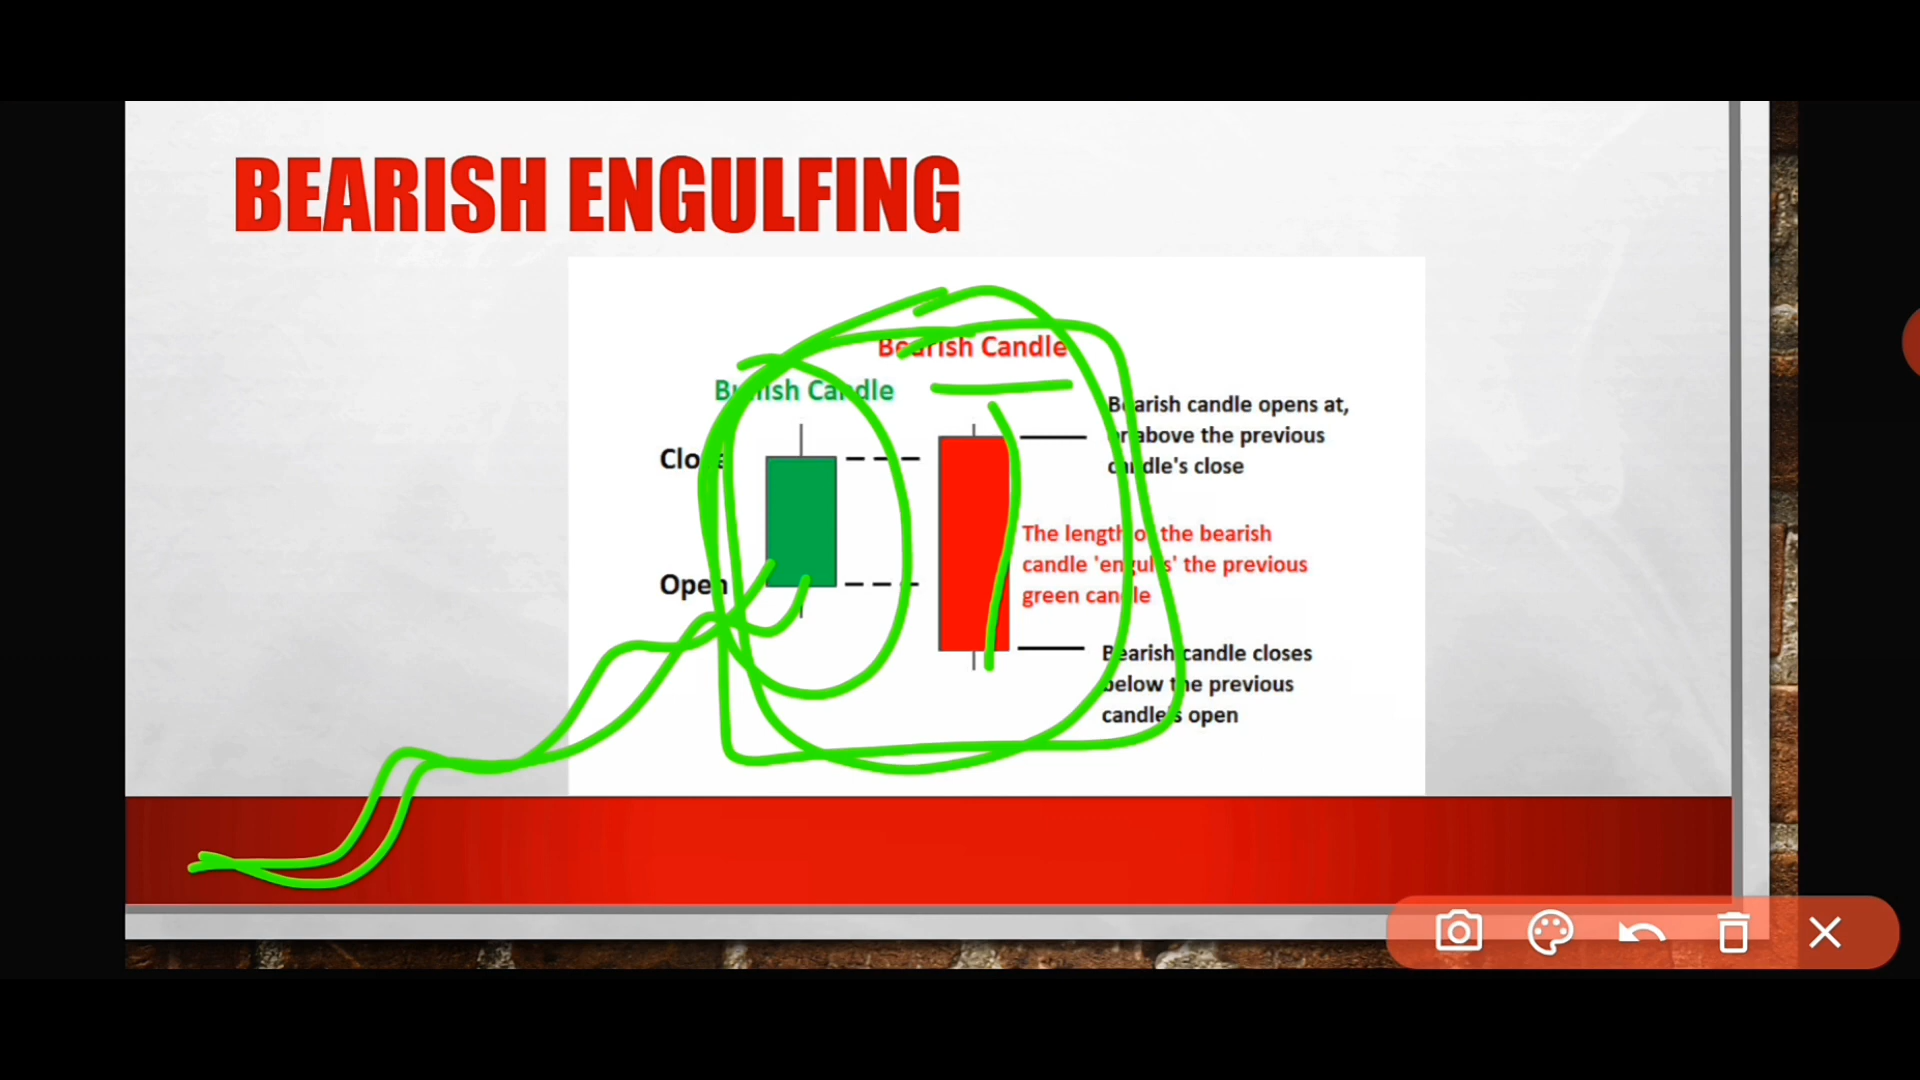 BEARISH ENGULFING
Bearish Candle
Bullish Candle
Close
Open
Bearish candle opens at,
or above the previous
candle's close
The length of the bearish
candle 'engulfs' the previous
green candle
Bearish candle closes
below the previous
candle's open